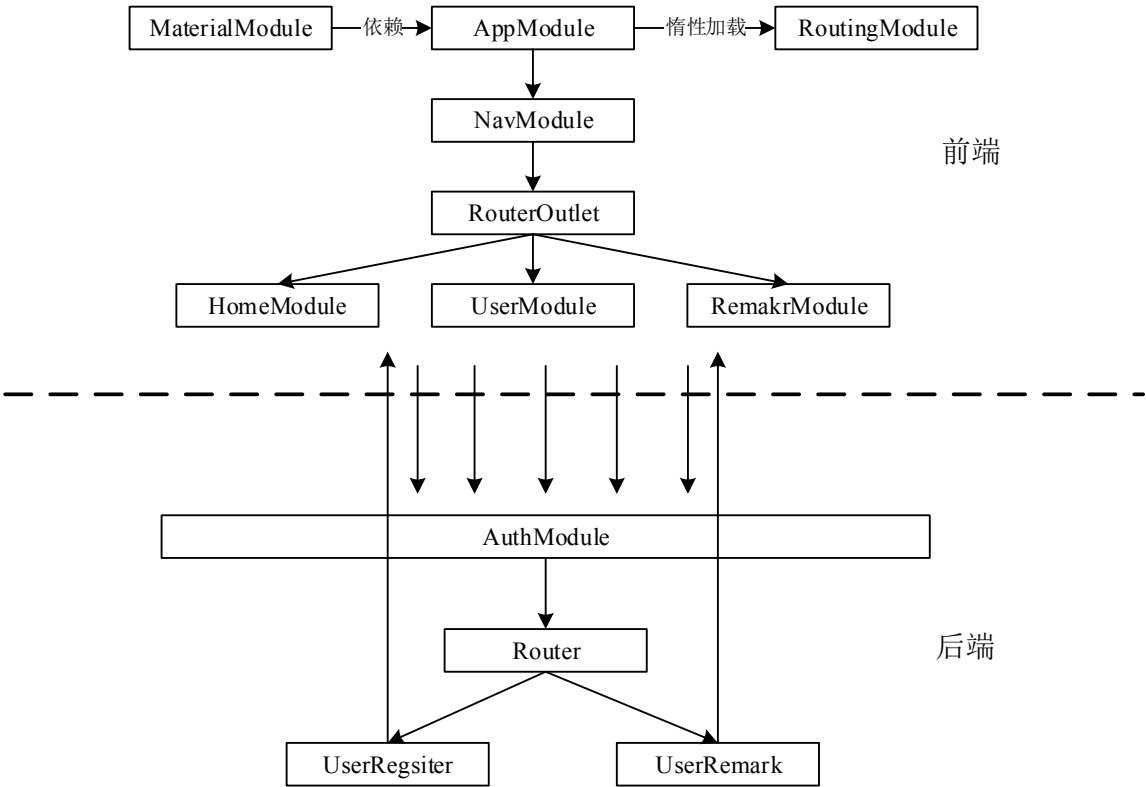 MaterialModule
依赖
AppModule
惰性加载
RoutingModule
NavModule
前端
RouterOutlet
HomeModule
UserModule
RemakrModule
AuthModule
Router
后端
UserRegsiter
UserRemark